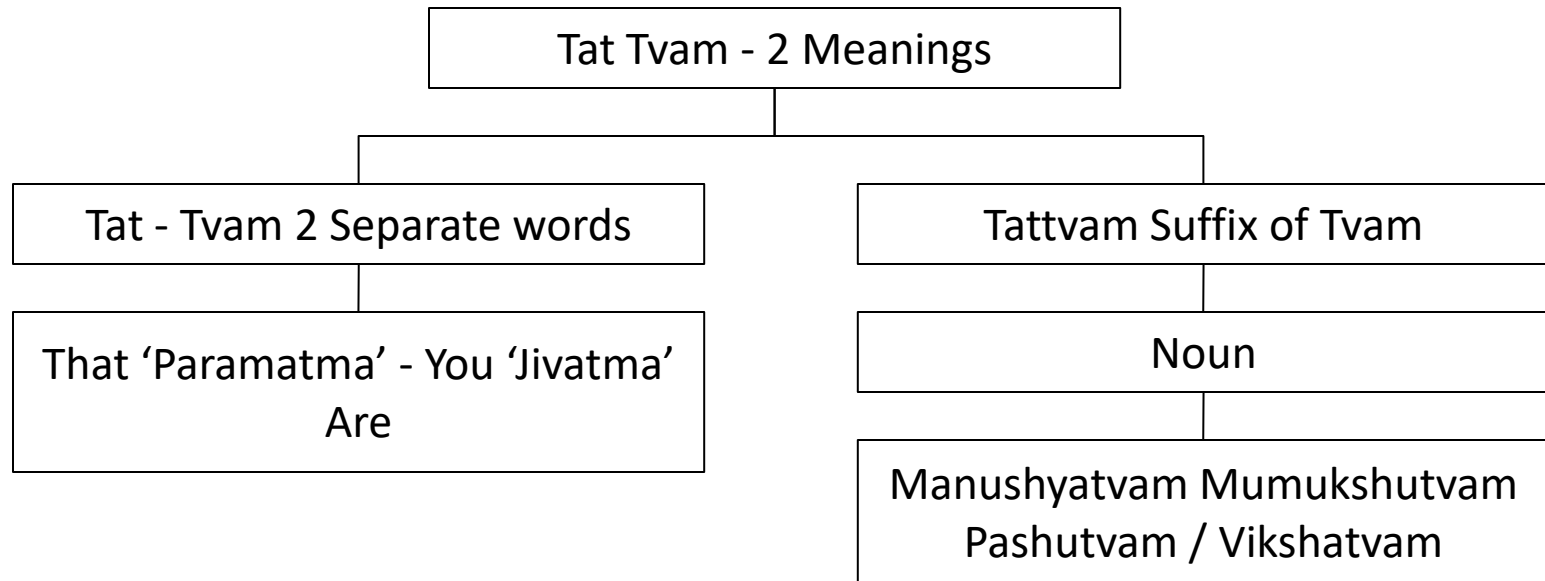 Tat Tvam - 2 Meanings
Tat - Tvam 2 Separate words
That ‘Paramatma’ - You ‘Jivatma’
Are
Tattvam Suffix of Tvam
Noun
Manushyatvam Mumukshutvam
Pashutvam / Vikshatvam